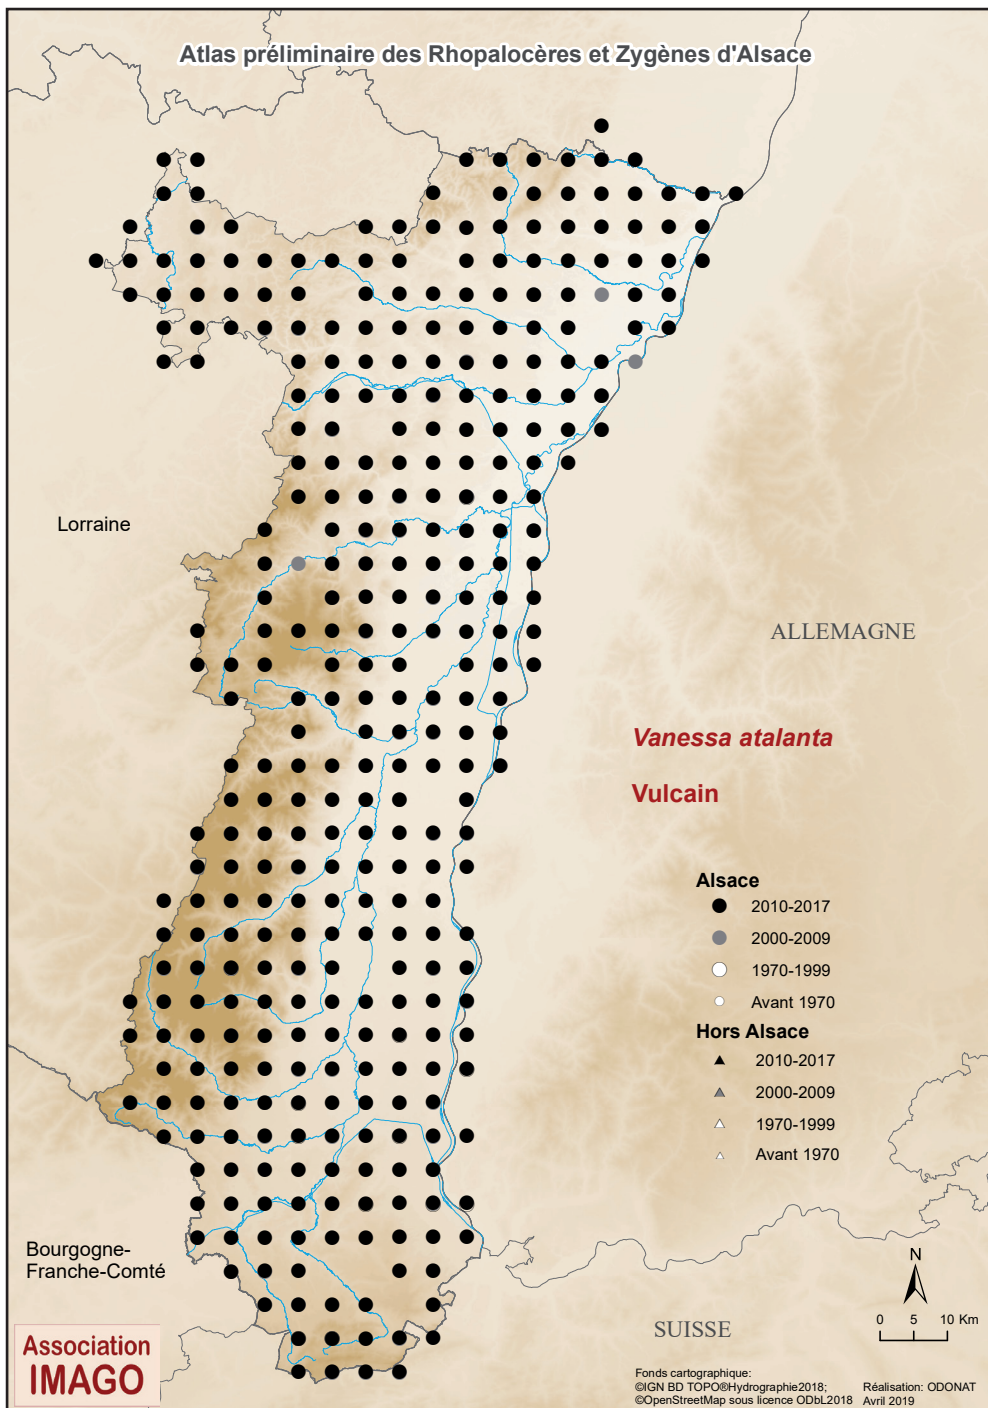 Atlas préliminaire des Rhopalocères et Zygènes d'Alsace
Lorraine
ALLEMAGNE
Vanessa atalanta
Vulcain
Alsace
2010-2017
2000-2009
1970-1999
Avant 1970
Hors Alsace
2010-2017
2000-2009
1970-1999
Avant 1970
Bourgogne-
Franche-Comté
N
0 5 10 Km
SUISSE
Association
IMAGO
Fonds cartographique:
©IGN BD TOPO®Hydrographie2018;
©OpenStreetMap sous licence ODbL2018
Réalisation: ODONAT
Avril 2019